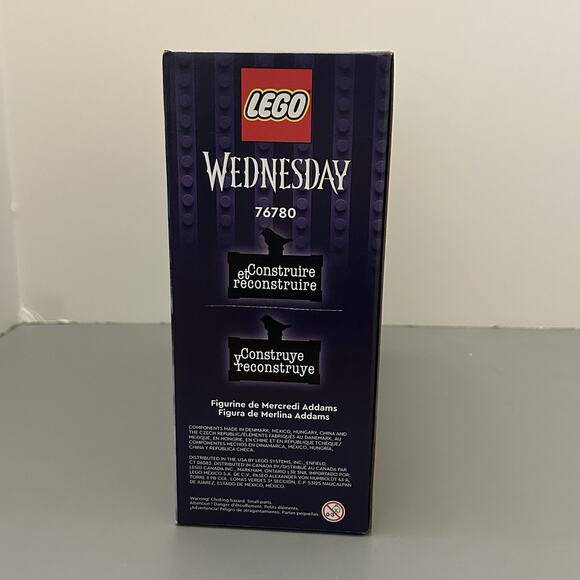 LEGO
WEDNESDAY
76780
Construire
et reconstruire
Construye
y reconstruye
Figurine de Mercredi Addams
Figura de Merlina Addams
COMPONENTS MADE IN DENMARK, MEXICO, HUNGARY, CHINA AND
THE CZECH REPUBLIC/ÉLÉMENTS FABRIQUÉS AU DANEMARK, AU
MEXIQUE, EN HONGRIE, EN CHINE ET EN RÉPUBLIQUE TCHÈQUE/
COMPONENTES HECHOS EN DINAMARCA, MÉXICO, HUNGRÍA,
CHINA Y REPÚBLICA CHECA.
DISTRIBUTED IN THE USA BY LEGO SYSTEMS, INC., ENFIELD,
CT 06083. DISTRIBUTED IN CANADA BY/DISTRIBUÉ AU CANADA PAR
LEGO CANADA INC., MARKHAM, ONTARIO L3R 5N8. IMPORTADO POR:
LEGO MÉXICO S.A. DE C.V., PASEO ALEXANDER VON HUMBOLDT 43-A,
TORRE II PB COL. LOMAS VERDES 3ª SECCIÓN, C.P. 53125 NAUCALPAN
DE JUÁREZ, ESTADO DE MÉXICO, MÉXICO.
Warning! Choking hazard. Small parts.
Attention ! Danger d'étouffement. Petits éléments.
¡Advertencia! Peligro de atragantamiento. Partes pequeñas.
0-3